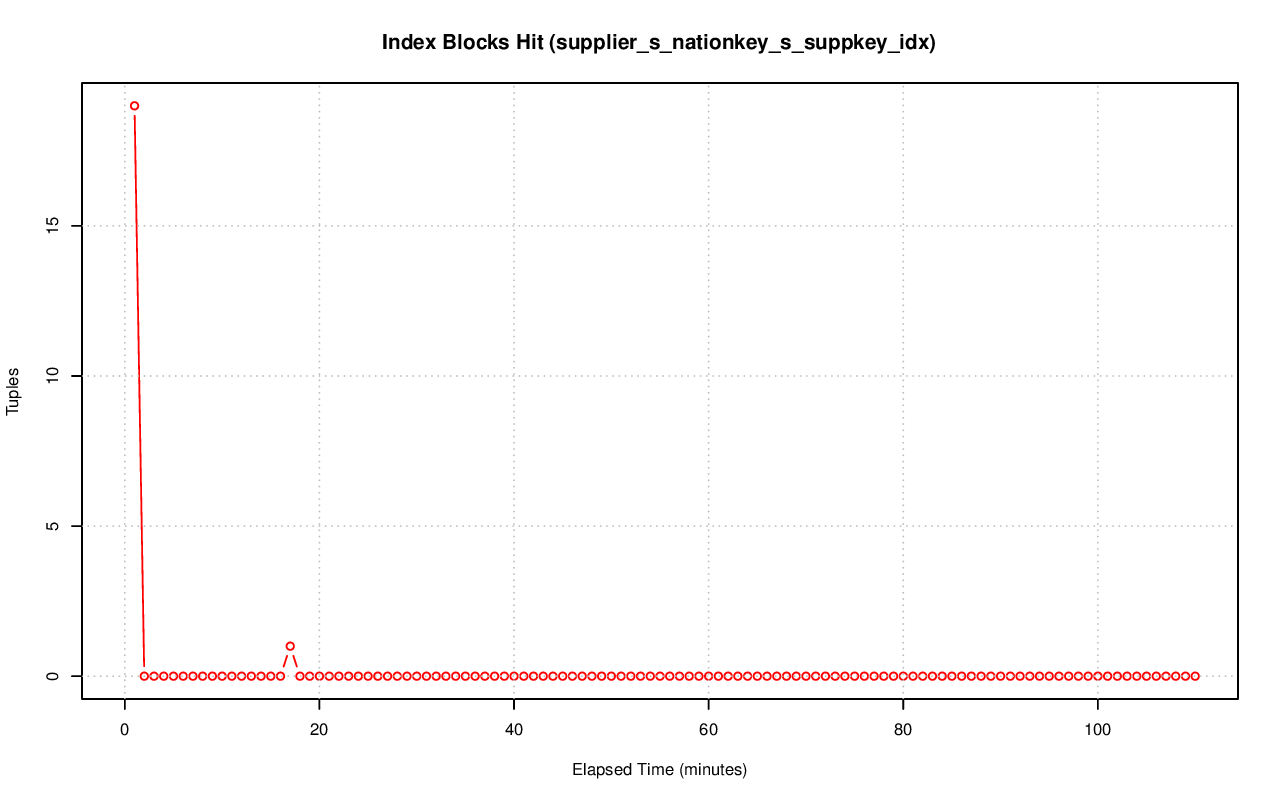 Index Blocks Hit (supplier_s_nationkey_s_suppkey_idx)
Tuples
15
10
5
0
0 20 40 60 80 100
Elapsed Time (minutes)